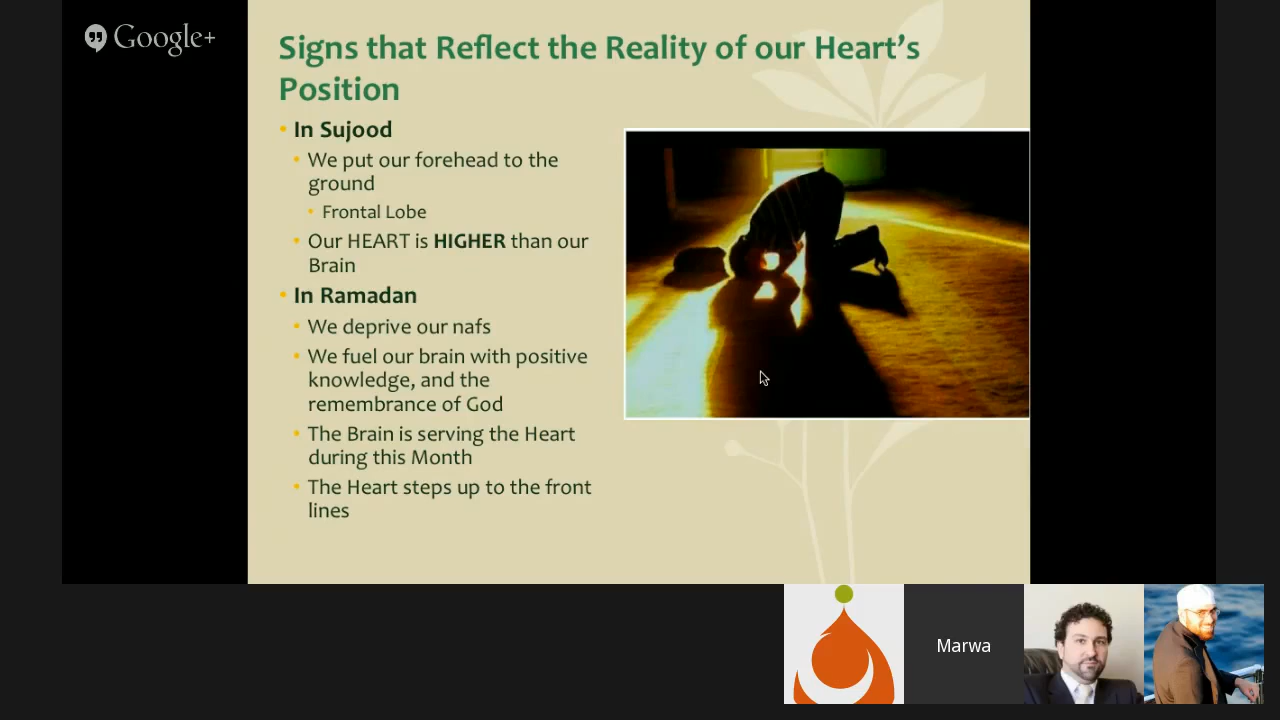 Google+
Signs that Reflect the Reality of our Heart’s
Position
• In Sujood
• We put our forehead to the
ground
• Frontal Lobe
• Our HEART is HIGHER than our
Brain
• In Ramadan
• We deprive our nafs
• We fuel our brain with positive
knowledge, and the
remembrance of God
• The Brain is serving the Heart
during this Month
• The Heart steps up to the front
lines
Marwa